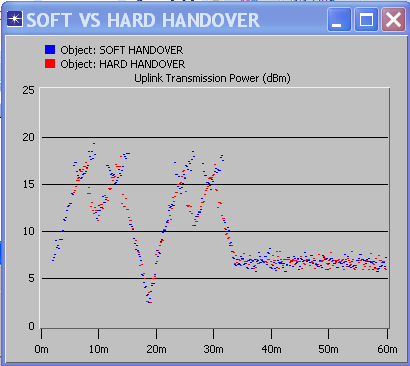 SOFT VS HARD HANDOVER
Object: SOFT HANDOVER
Object: HARD HANDOVER
Uplink Transmission Power (dBm)
25
20
15
10
5
0
0m 10m 20m 30m 40m 50m 60m